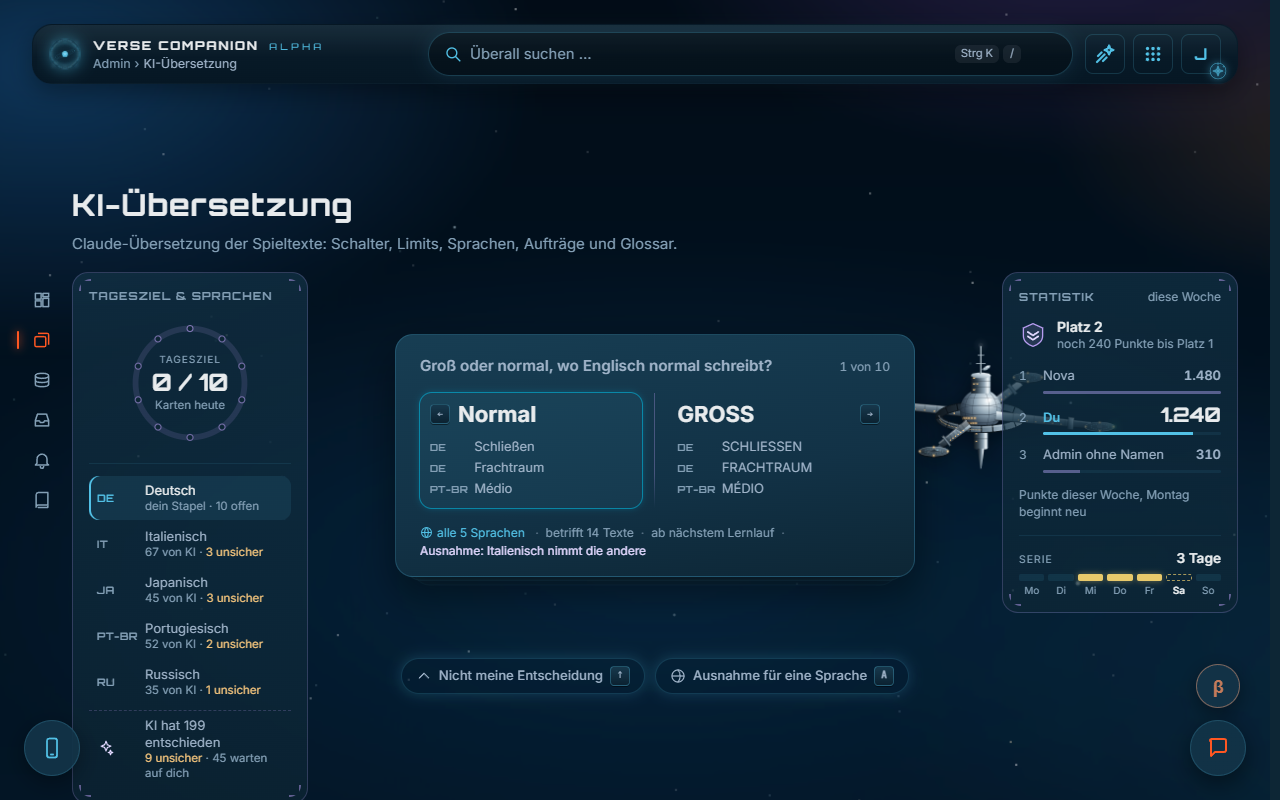 VERSE COMPANION ALPHA
Admin › KI-Übersetzung
Überall suchen ...
Strg K /
J
KI-Übersetzung
Claude-Übersetzung der Spieltexte: Schalter, Limits, Sprachen, Aufträge und Glossar.
TAGESZIEL & SPRACHEN
TAGESZIEL
0 / 10
Karten heute
DE Deutsch
dein Stapel · 10 offen
IT Italienisch
67 von KI · 3 unsicher
JA Japanisch
45 von KI · 3 unsicher
PT-BR Portugiesisch
52 von KI · 2 unsicher
RU Russisch
35 von KI · 1 unsicher
KI hat 199
entschieden
9 unsicher · 45 warten
auf dich
Groß oder normal, wo Englisch normal schreibt? 1 von 10
← Normal
DE Schließen
DE Frachtraum
PT-BR Médio
GROSS →
DE SCHLIESSEN
DE FRACHTRAUM
PT-BR MÉDIO
alle 5 Sprachen · betrifft 14 Texte · ab nächstem Lernlauf ·
Ausnahme: Italienisch nimmt die andere
Nicht meine Entscheidung ↑
Ausnahme für eine Sprache A
STATISTIK diese Woche
Platz 2
noch 240 Punkte bis Platz 1
1 Nova 1.480
2 Du 1.240
3 Admin ohne Namen 310
Punkte dieser Woche, Montag
beginnt neu
SERIE 3 Tage
Mo Di Mi Do Fr Sa So
β